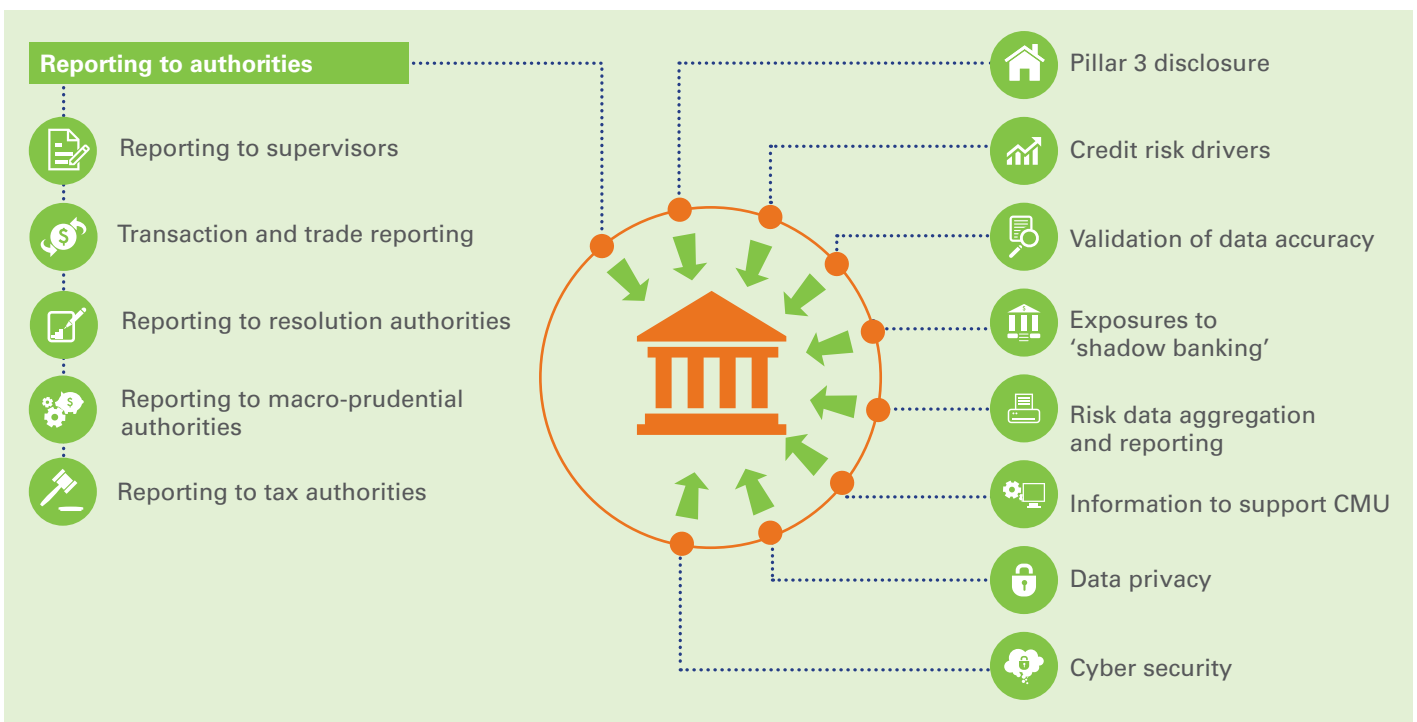 Reporting to authorities
Reporting to supervisors
Transaction and trade reporting
Reporting to resolution authorities
Reporting to macro-prudential
authorities
Reporting to tax authorities
Pillar 3 disclosure
Credit risk drivers
Validation of data accuracy
Exposures to
‘shadow banking’
Risk data aggregation
and reporting
Information to support CMU
Data privacy
Cyber security